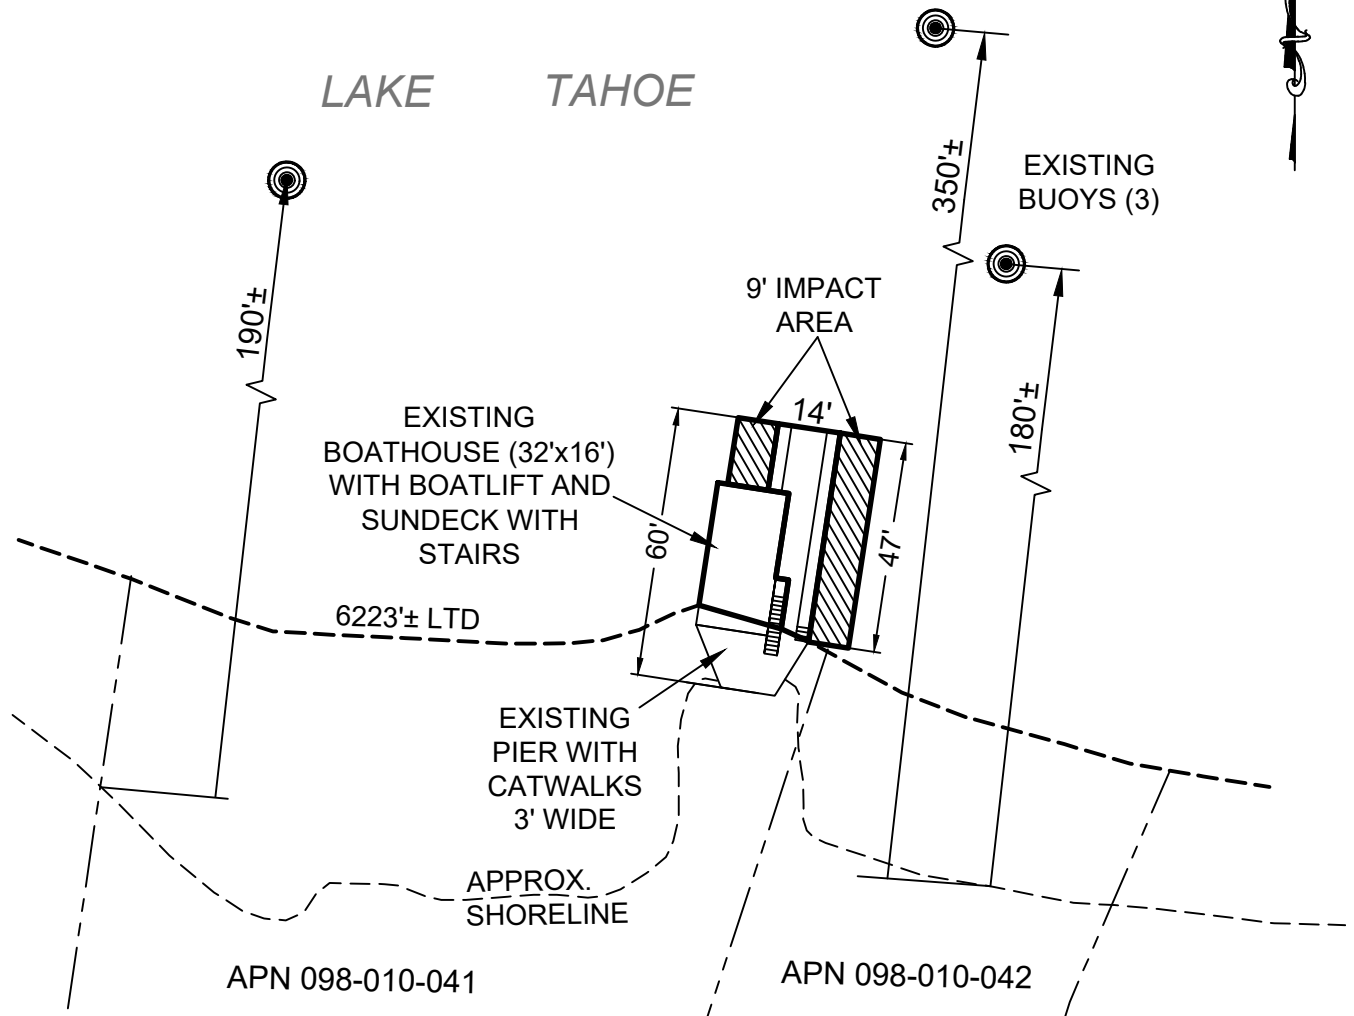 LAKE TAHOE
350'±
EXISTING
BUOYS (3)
190'±
9' IMPACT
AREA
180'±
14'
EXISTING
BOATHOUSE (32'x16')
WITH BOATLIFT AND
SUNDECK WITH
STAIRS
60'
47'
6223'± LTD
EXISTING
PIER WITH
CATWALKS
3' WIDE
APPROX.
SHORELINE
APN 098-010-041
APN 098-010-042